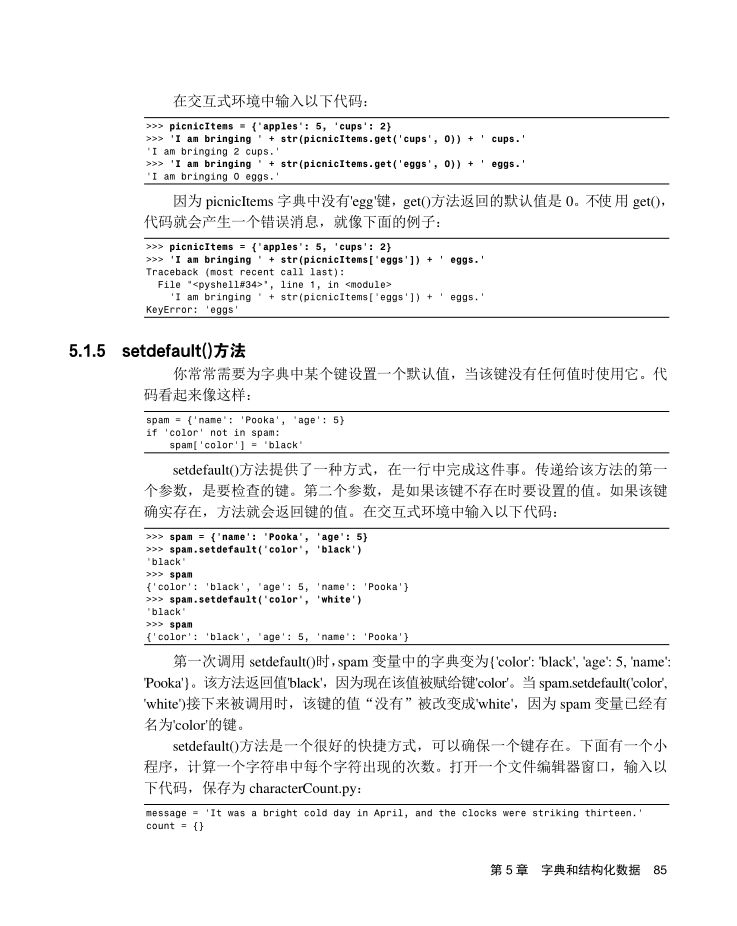 在交互式环境中输入以下代码：
>>> picnicItems = {'apples': 5, 'cups': 2}
>>> 'I am bringing ' + str(picnicItems.get('cups', 0)) + ' cups.'
'I am bringing 2 cups.'
>>> 'I am bringing ' + str(picnicItems.get('eggs', 0)) + ' eggs.'
'I am bringing 0 eggs.'
因为 picnicItems 字典中没有'egg'键，get()方法返回的默认值是 0。不使用 get()，
代码就会产生一个错误消息，就像下面的例子：
>>> picnicItems = {'apples': 5, 'cups': 2}
>>> 'I am bringing ' + str(picnicItems['eggs']) + ' eggs.'
Traceback (most recent call last):
  File "<pyshell#34>", line 1, in <module>
    'I am bringing ' + str(picnicItems['eggs']) + ' eggs.'
KeyError: 'eggs'
5.1.5 setdefault()方法
你常常需要为字典中某个键设置一个默认值，当该键没有任何值时使用它。代
码看起来像这样：
spam = {'name': 'Pooka', 'age': 5}
if 'color' not in spam:
    spam['color'] = 'black'
setdefault()方法提供了一种方式，在一行中完成这件事。传递给该方法的第一
个参数，是要检查的键。第二个参数，是如果该键不存在时要设置的值。如果该键
确实存在，方法就会返回键的值。在交互式环境中输入以下代码：
>>> spam = {'name': 'Pooka', 'age': 5}
>>> spam.setdefault('color', 'black')
'black'
>>> spam
{'color': 'black', 'age': 5, 'name': 'Pooka'}
>>> spam.setdefault('color', 'white')
'black'
>>> spam
{'color': 'black', 'age': 5, 'name': 'Pooka'}
第一次调用 setdefault()时，spam 变量中的字典变为{'color': 'black', 'age': 5, 'name':
'Pooka'}。该方法返回值'black'，因为现在该值被赋给键'color'。当 spam.setdefault('color',
'white')接下来被调用时，该键的值“没有”被改变成'white'，因为 spam 变量已经有
名为'color'的键。
setdefault()方法是一个很好的快捷方式，可以确保一个键存在。下面有一个小
程序，计算一个字符串中每个字符出现的次数。打开一个文件编辑器窗口，输入以
下代码，保存为 characterCount.py：
message = 'It was a bright cold day in April, and the clocks were striking thirteen.'
count = {}
第 5 章 字典和结构化数据 85